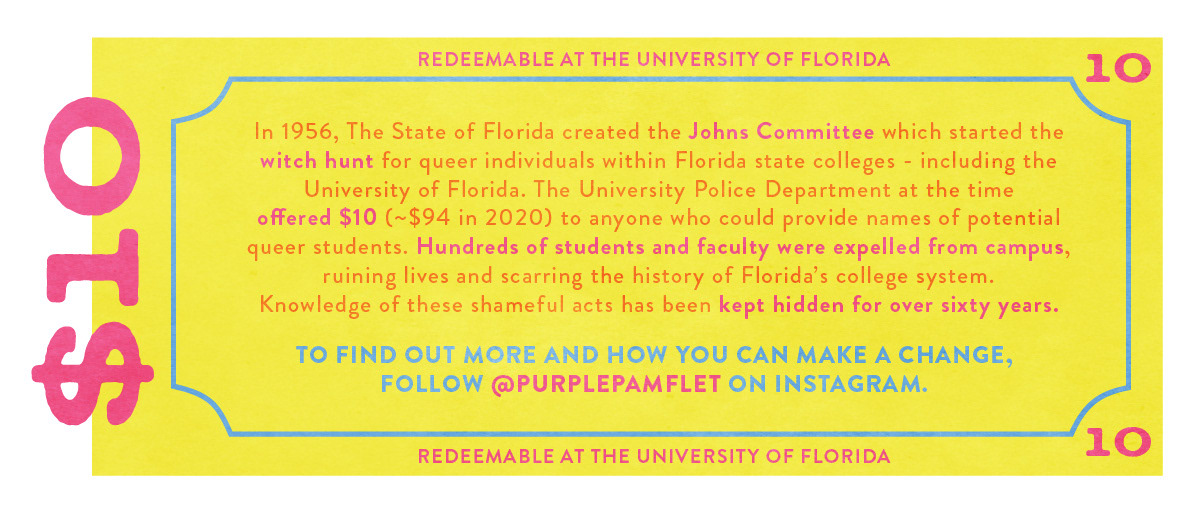 REDEEMABLE AT THE UNIVERSITY OF FLORIDA
10
$10
In 1956, The State of Florida created the Johns Committee which started the
witch hunt for queer individuals within Florida state colleges - including the
University of Florida. The University Police Department at the time
offered $10 (~$94 in 2020) to anyone who could provide names of potential
queer students. Hundreds of students and faculty were expelled from campus,
ruining lives and scarring the history of Florida's college system.
Knowledge of these shameful acts has been kept hidden for over sixty years.
TO FIND OUT MORE AND HOW YOU CAN MAKE A CHANGE,
FOLLOW @PURPLEPAMFLET ON INSTAGRAM.
10
REDEEMABLE AT THE UNIVERSITY OF FLORIDA